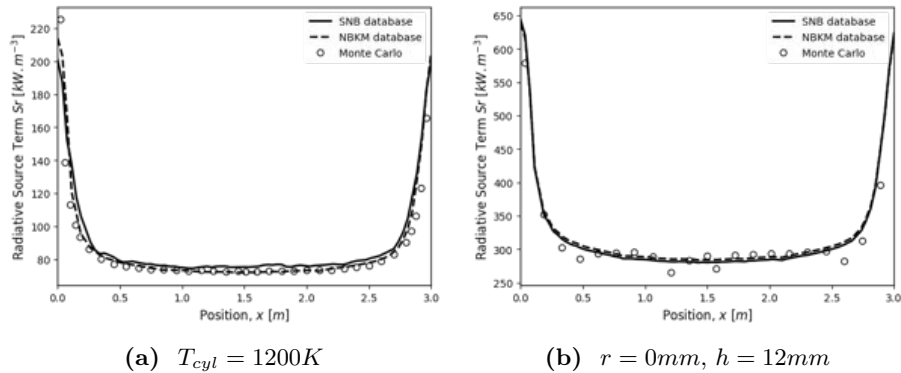 SNB database
NBKM database
Monte Carlo
220
200
180
160
140
120
100
80
Radiative Source Term Sr [kW.m⁻³]
0.0 0.5 1.0 1.5 2.0 2.5 3.0
Position, x [m]
(a) T_cyl = 1200K
SNB database
NBKM database
Monte Carlo
650
600
550
500
450
400
350
300
250
Radiative Source Term Sr [kW.m⁻³]
0.0 0.5 1.0 1.5 2.0 2.5 3.0
Position, x [m]
(b) r = 0mm, h = 12mm